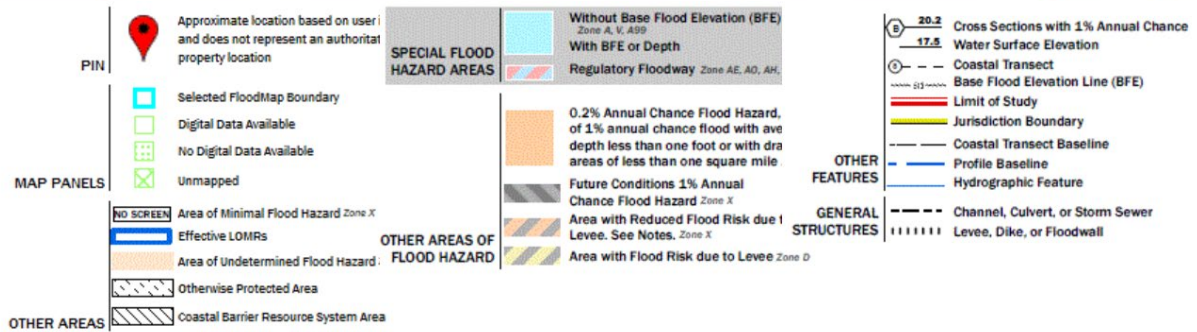 Approximate location based on user i
and does not represent an authoritat
property location
PIN
Selected FloodMap Boundary
Digital Data Available
No Digital Data Available
Unmapped
MAP PANELS
NO SCREEN Area of Minimal Flood Hazard Zone X
Effective LOMRs
Area of Undetermined Flood Hazard
Otherwise Protected Area
Coastal Barrier Resource System Area
OTHER AREAS
Without Base Flood Elevation (BFE)
Zone A, V, A99
With BFE or Depth
Regulatory Floodway Zone AE, AO, AH,
SPECIAL FLOOD
HAZARD AREAS
0.2% Annual Chance Flood Hazard,
of 1% annual chance flood with ave
depth less than one foot or with dra
areas of less than one square mile
Future Conditions 1% Annual
Chance Flood Hazard Zone X
Area with Reduced Flood Risk due t
Levee. See Notes. Zone X
Area with Flood Risk due to Levee Zone D
OTHER AREAS OF
FLOOD HAZARD
B 20.2 Cross Sections with 1% Annual Chance
17.5 Water Surface Elevation
Coastal Transect
Base Flood Elevation Line (BFE)
Limit of Study
Jurisdiction Boundary
Coastal Transect Baseline
Profile Baseline
Hydrographic Feature
OTHER
FEATURES
Channel, Culvert, or Storm Sewer
Levee, Dike, or Floodwall
GENERAL
STRUCTURES